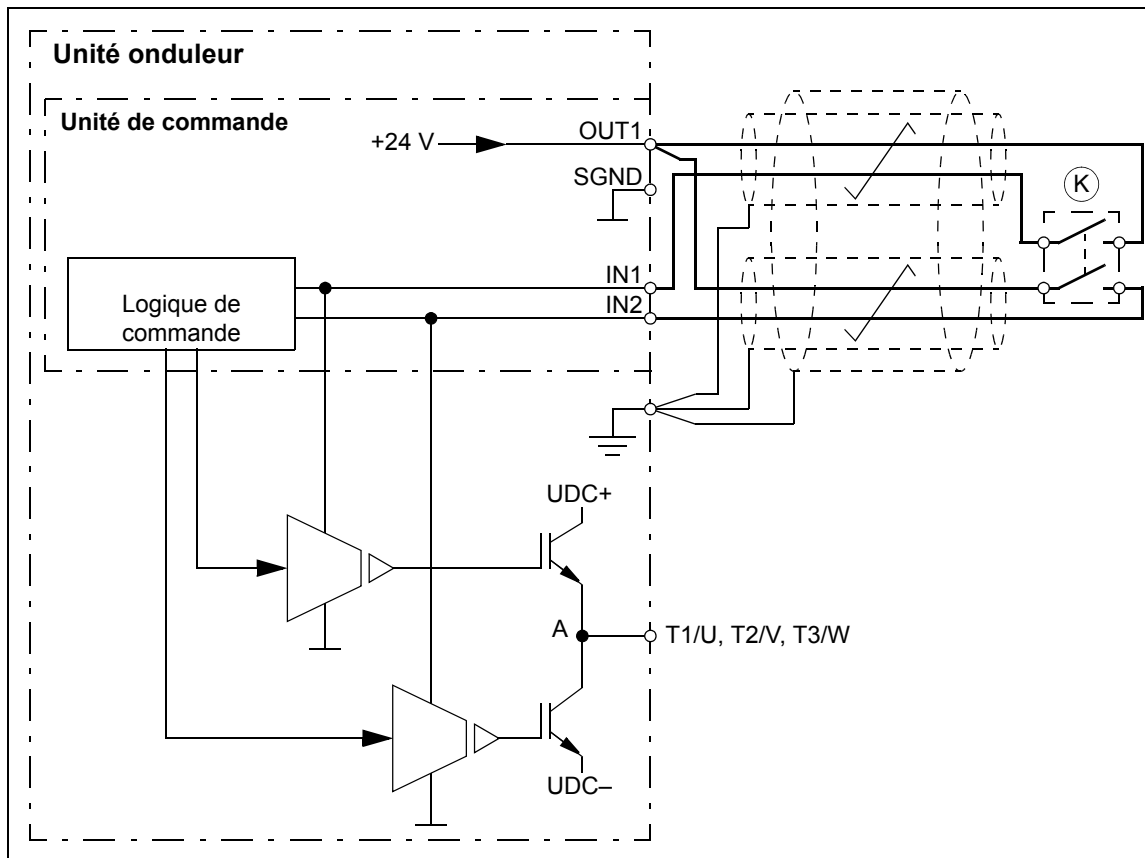 Unité onduleur
Unité de commande
+24 V
OUT1
SGND
K
IN1
IN2
Logique de
commande
UDC+
A
T1/U, T2/V, T3/W
UDC–